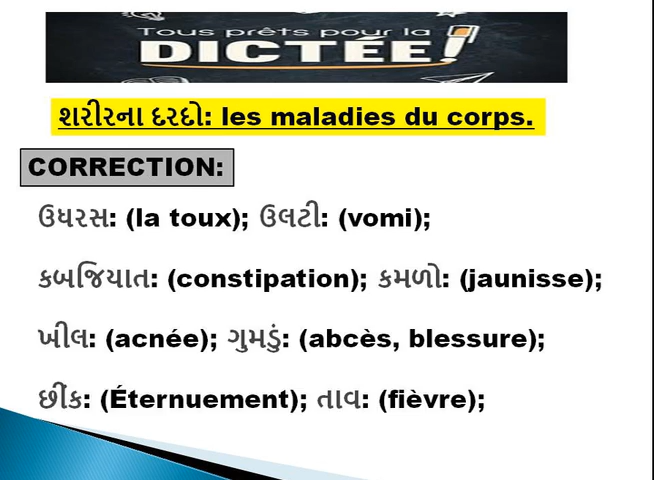 Tous prêts pour la
DICTÉE!
શરીરના દરદો: les maladies du corps.
CORRECTION:
ઉધરસ: (la toux); ઉલટી: (vomi);
કબજિયાત: (constipation); કમળો: (jaunisse);
ખીલ: (acnée); ગુમડું: (abcès, blessure);
છીંક: (Éternuement); તાવ: (fièvre);